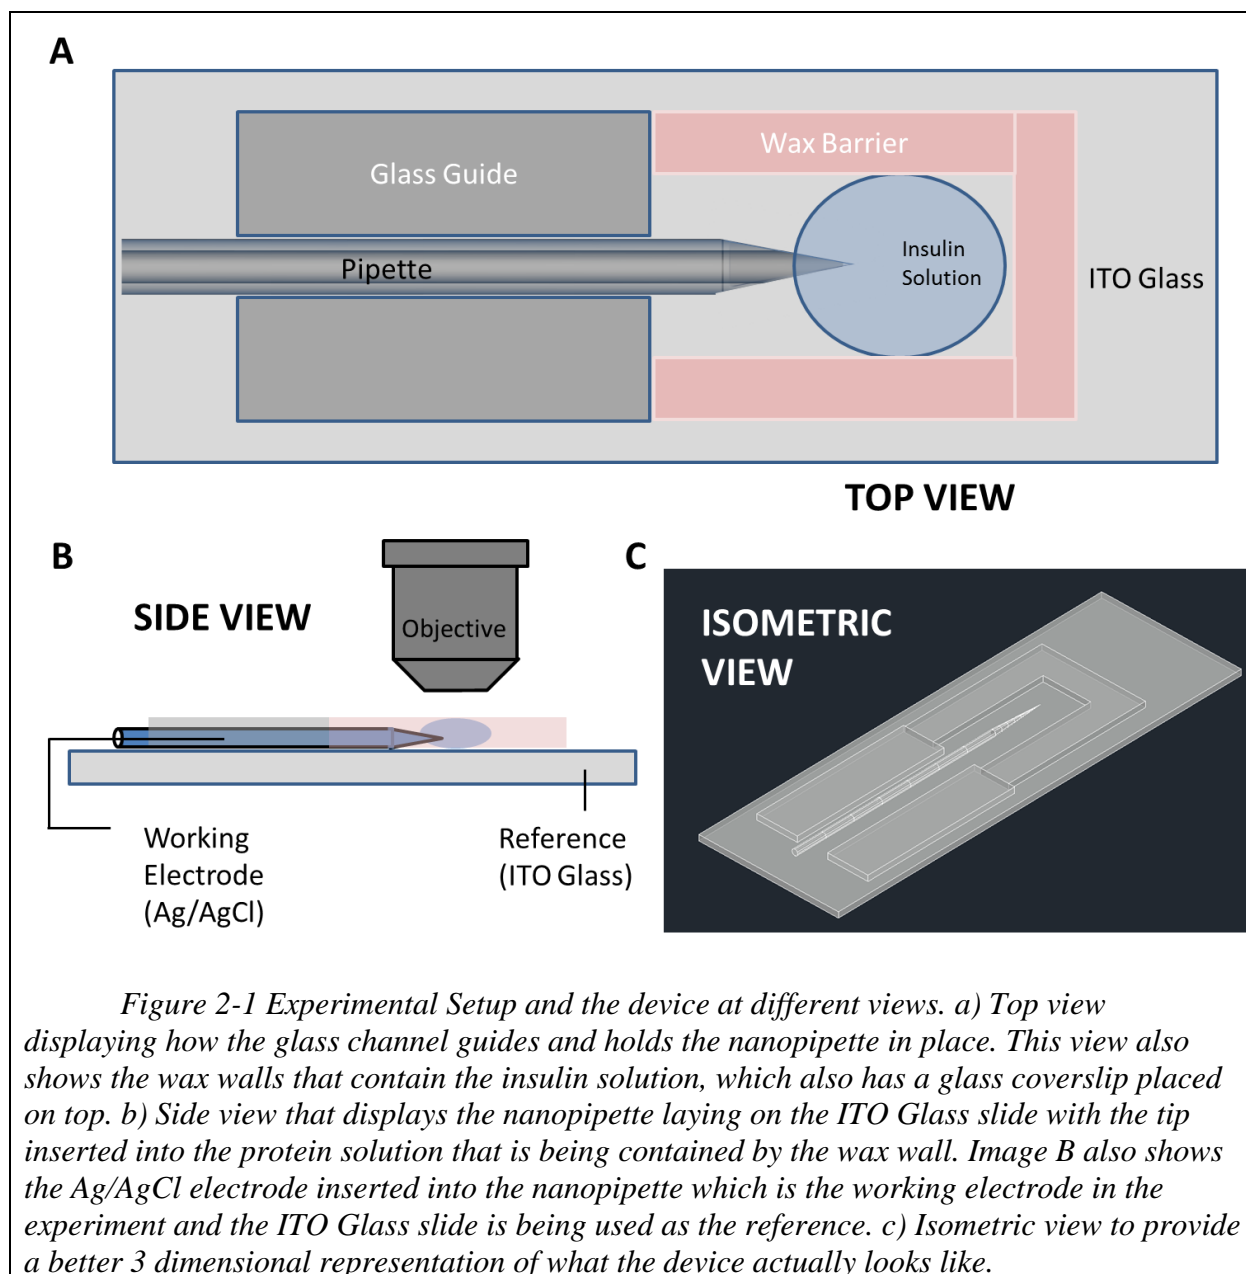 A
Wax Barrier
Glass Guide
Insulin
Solution
Pipette
ITO Glass
TOP VIEW
B
SIDE VIEW
Objective
Working
Electrode
(Ag/AgCl)
Reference
(ITO Glass)
C
ISOMETRIC
VIEW
Figure 2-1 Experimental Setup and the device at different views. a) Top view
displaying how the glass channel guides and holds the nanopipette in place. This view also
shows the wax walls that contain the insulin solution, which also has a glass coverslip placed
on top. b) Side view that displays the nanopipette laying on the ITO Glass slide with the tip
inserted into the protein solution that is being contained by the wax wall. Image B also shows
the Ag/AgCl electrode inserted into the nanopipette which is the working electrode in the
experiment and the ITO Glass slide is being used as the reference. c) Isometric view to provide
a better 3 dimensional representation of what the device actually looks like.